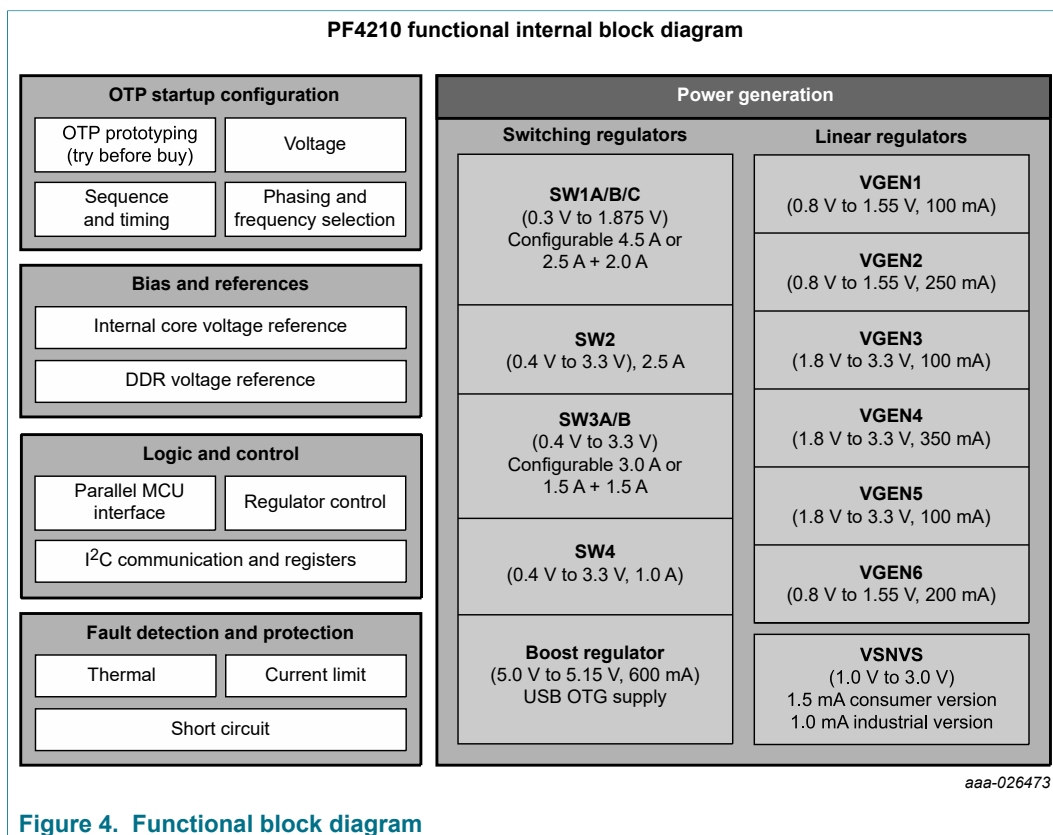 PF4210 functional internal block diagram
OTP startup configuration
OTP prototyping
(try before buy)
Voltage
Sequence
and timing
Phasing and
frequency selection
Bias and references
Internal core voltage reference
DDR voltage reference
Logic and control
Parallel MCU
interface
Regulator control
I2C communication and registers
Fault detection and protection
Thermal
Current limit
Short circuit
Power generation
Switching regulators
SW1A/B/C
(0.3 V to 1.875 V)
Configurable 4.5 A or
2.5 A + 2.0 A
SW2
(0.4 V to 3.3 V), 2.5 A
SW3A/B
(0.4 V to 3.3 V)
Configurable 3.0 A or
1.5 A + 1.5 A
SW4
(0.4 V to 3.3 V, 1.0 A)
Boost regulator
(5.0 V to 5.15 V, 600 mA)
USB OTG supply
Linear regulators
VGEN1
(0.8 V to 1.55 V, 100 mA)
VGEN2
(0.8 V to 1.55 V, 250 mA)
VGEN3
(1.8 V to 3.3 V, 100 mA)
VGEN4
(1.8 V to 3.3 V, 350 mA)
VGEN5
(1.8 V to 3.3 V, 100 mA)
VGEN6
(0.8 V to 1.55 V, 200 mA)
VSNVS
(1.0 V to 3.0 V)
1.5 mA consumer version
1.0 mA industrial version
aaa-026473
Figure 4. Functional block diagram